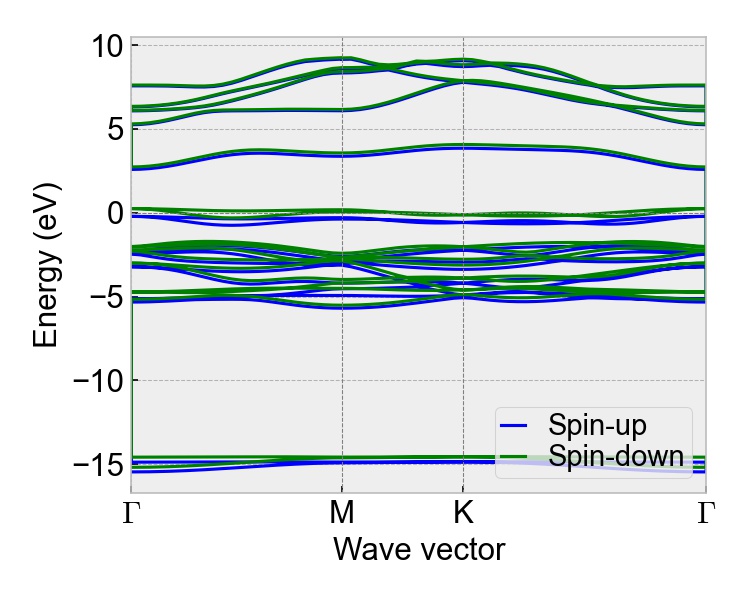 10
5
0
−5
−10
−15
Energy (eV)
Spin-up
Spin-down
Γ M K Γ
Wave vector